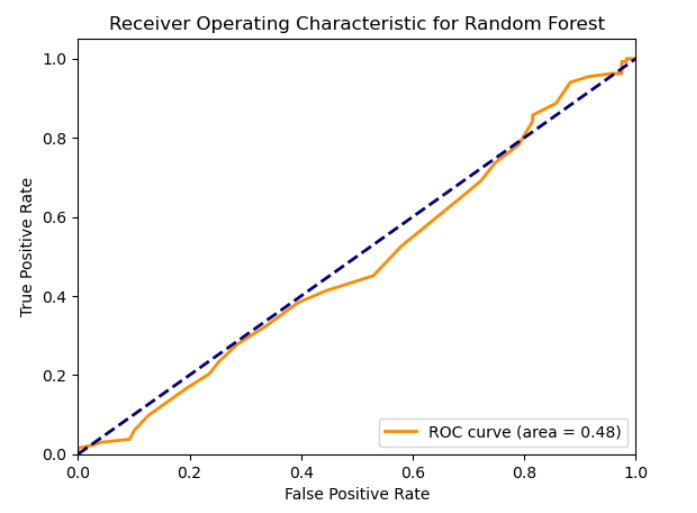 Receiver Operating Characteristic for Random Forest
1.0
0.8
0.6
0.4
0.2
0.0
True Positive Rate
ROC curve (area = 0.48)
0.0 0.2 0.4 0.6 0.8 1.0
False Positive Rate